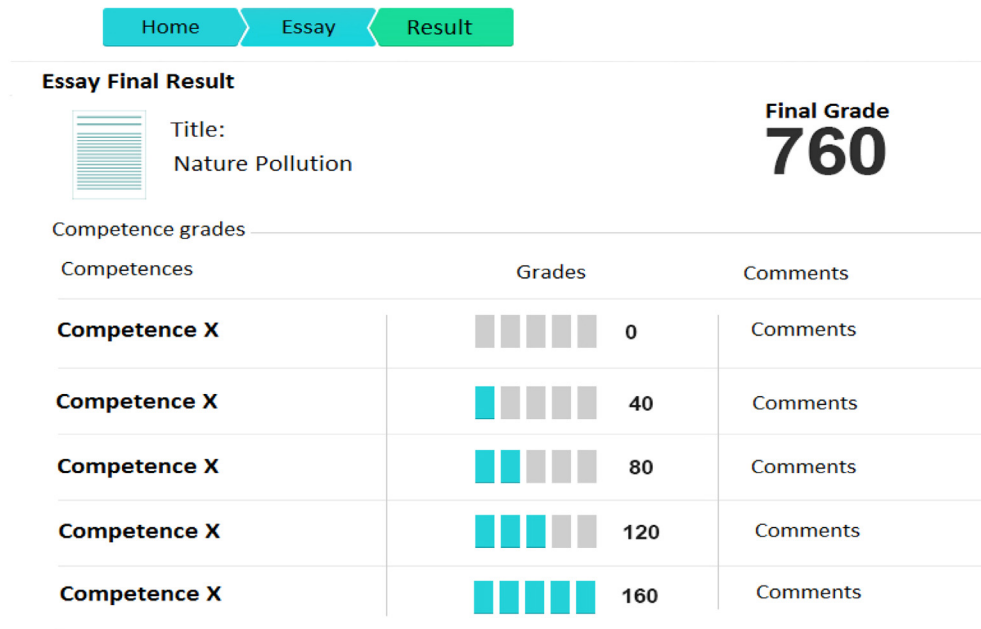 Home Essay Result
Essay Final Result
Title:
Nature Pollution
Final Grade
760
Competence grades
Competences Grades Comments
Competence X 0 Comments
Competence X 40 Comments
Competence X 80 Comments
Competence X 120 Comments
Competence X 160 Comments